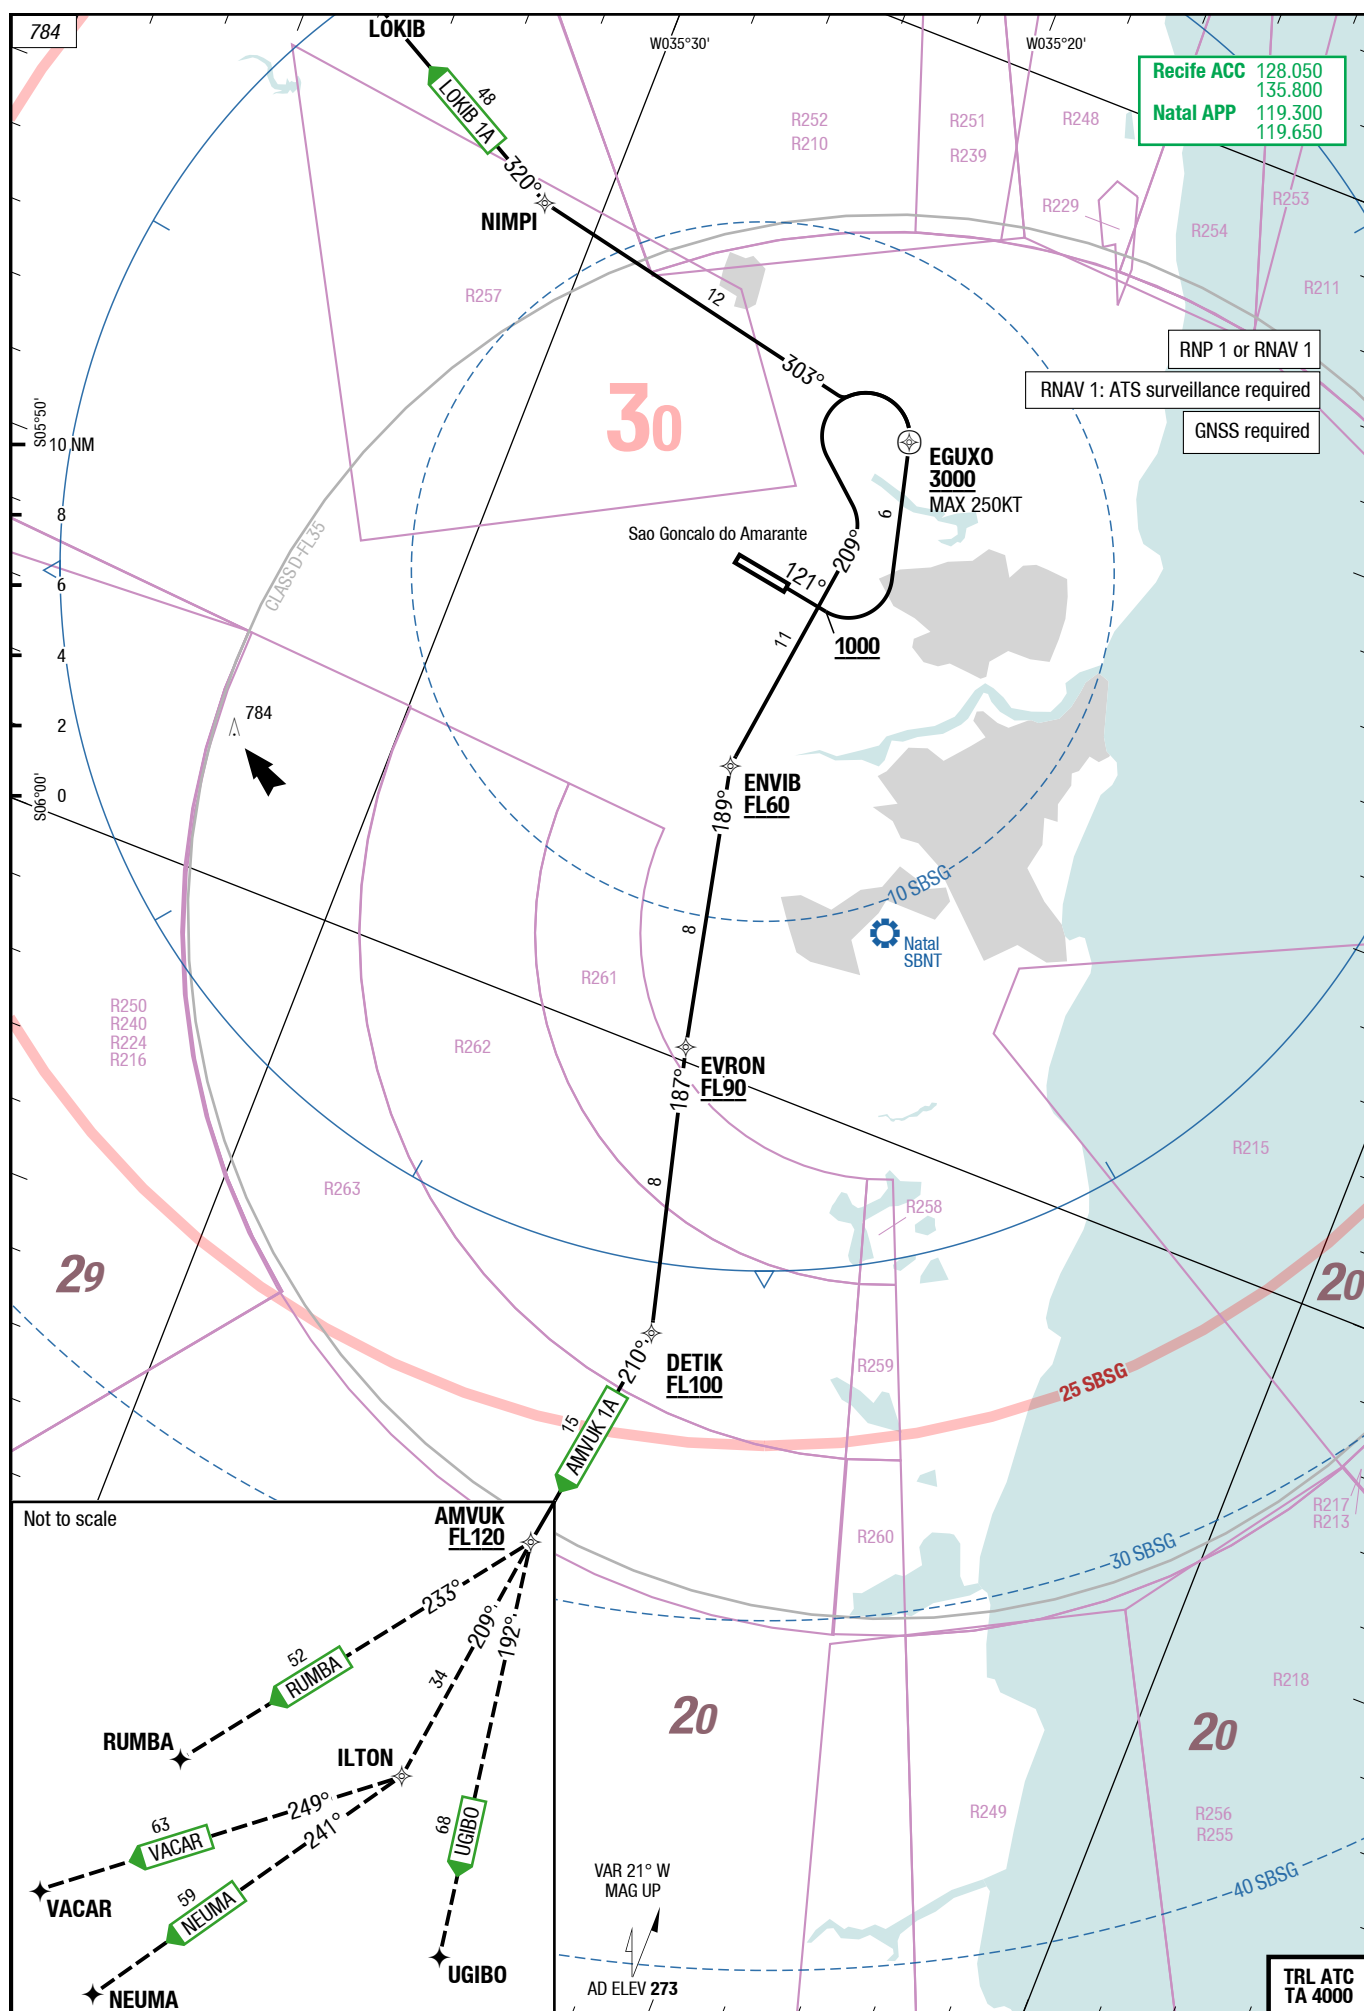 784
LOKIB
W035°30'
W035°20'
Recife ACC 128.050
135.800
Natal APP 119.300
119.650
48
LOKIB 1A
320°
NIMPI
R252
R210
R251
R239
R248
R229
R253
R254
R211
R257
12
303°
RNP 1 or RNAV 1
RNAV 1: ATS surveillance required
GNSS required
30
S05°50'
10 NM
8
6
4
2
0
S06°00'
EGUXO
3000
MAX 250KT
6
CLASS D-FL35
Sao Goncalo do Amarante
121°
209°
11
1000
784
ENVIB
FL60
189°
10 SBSG
8
Natal
SBNT
R261
R250
R240
R224
R216
R262
EVRON
FL90
187°
R215
8
R263
R258
29
20
DETIK
FL100
210°
R259
25 SBSG
15
AMVUK 1A
R217
R213
Not to scale
AMVUK
FL120
R260
30 SBSG
233°
209°
192°
52
RUMBA
34
RUMBA
ILTON
R218
20
20
249°
241°
63
VACAR
68
UGIBO
R249
R256
R255
VACAR
59
NEUMA
VAR 21° W
MAG UP
40 SBSG
UGIBO
NEUMA
AD ELEV 273
TRL ATC
TA 4000